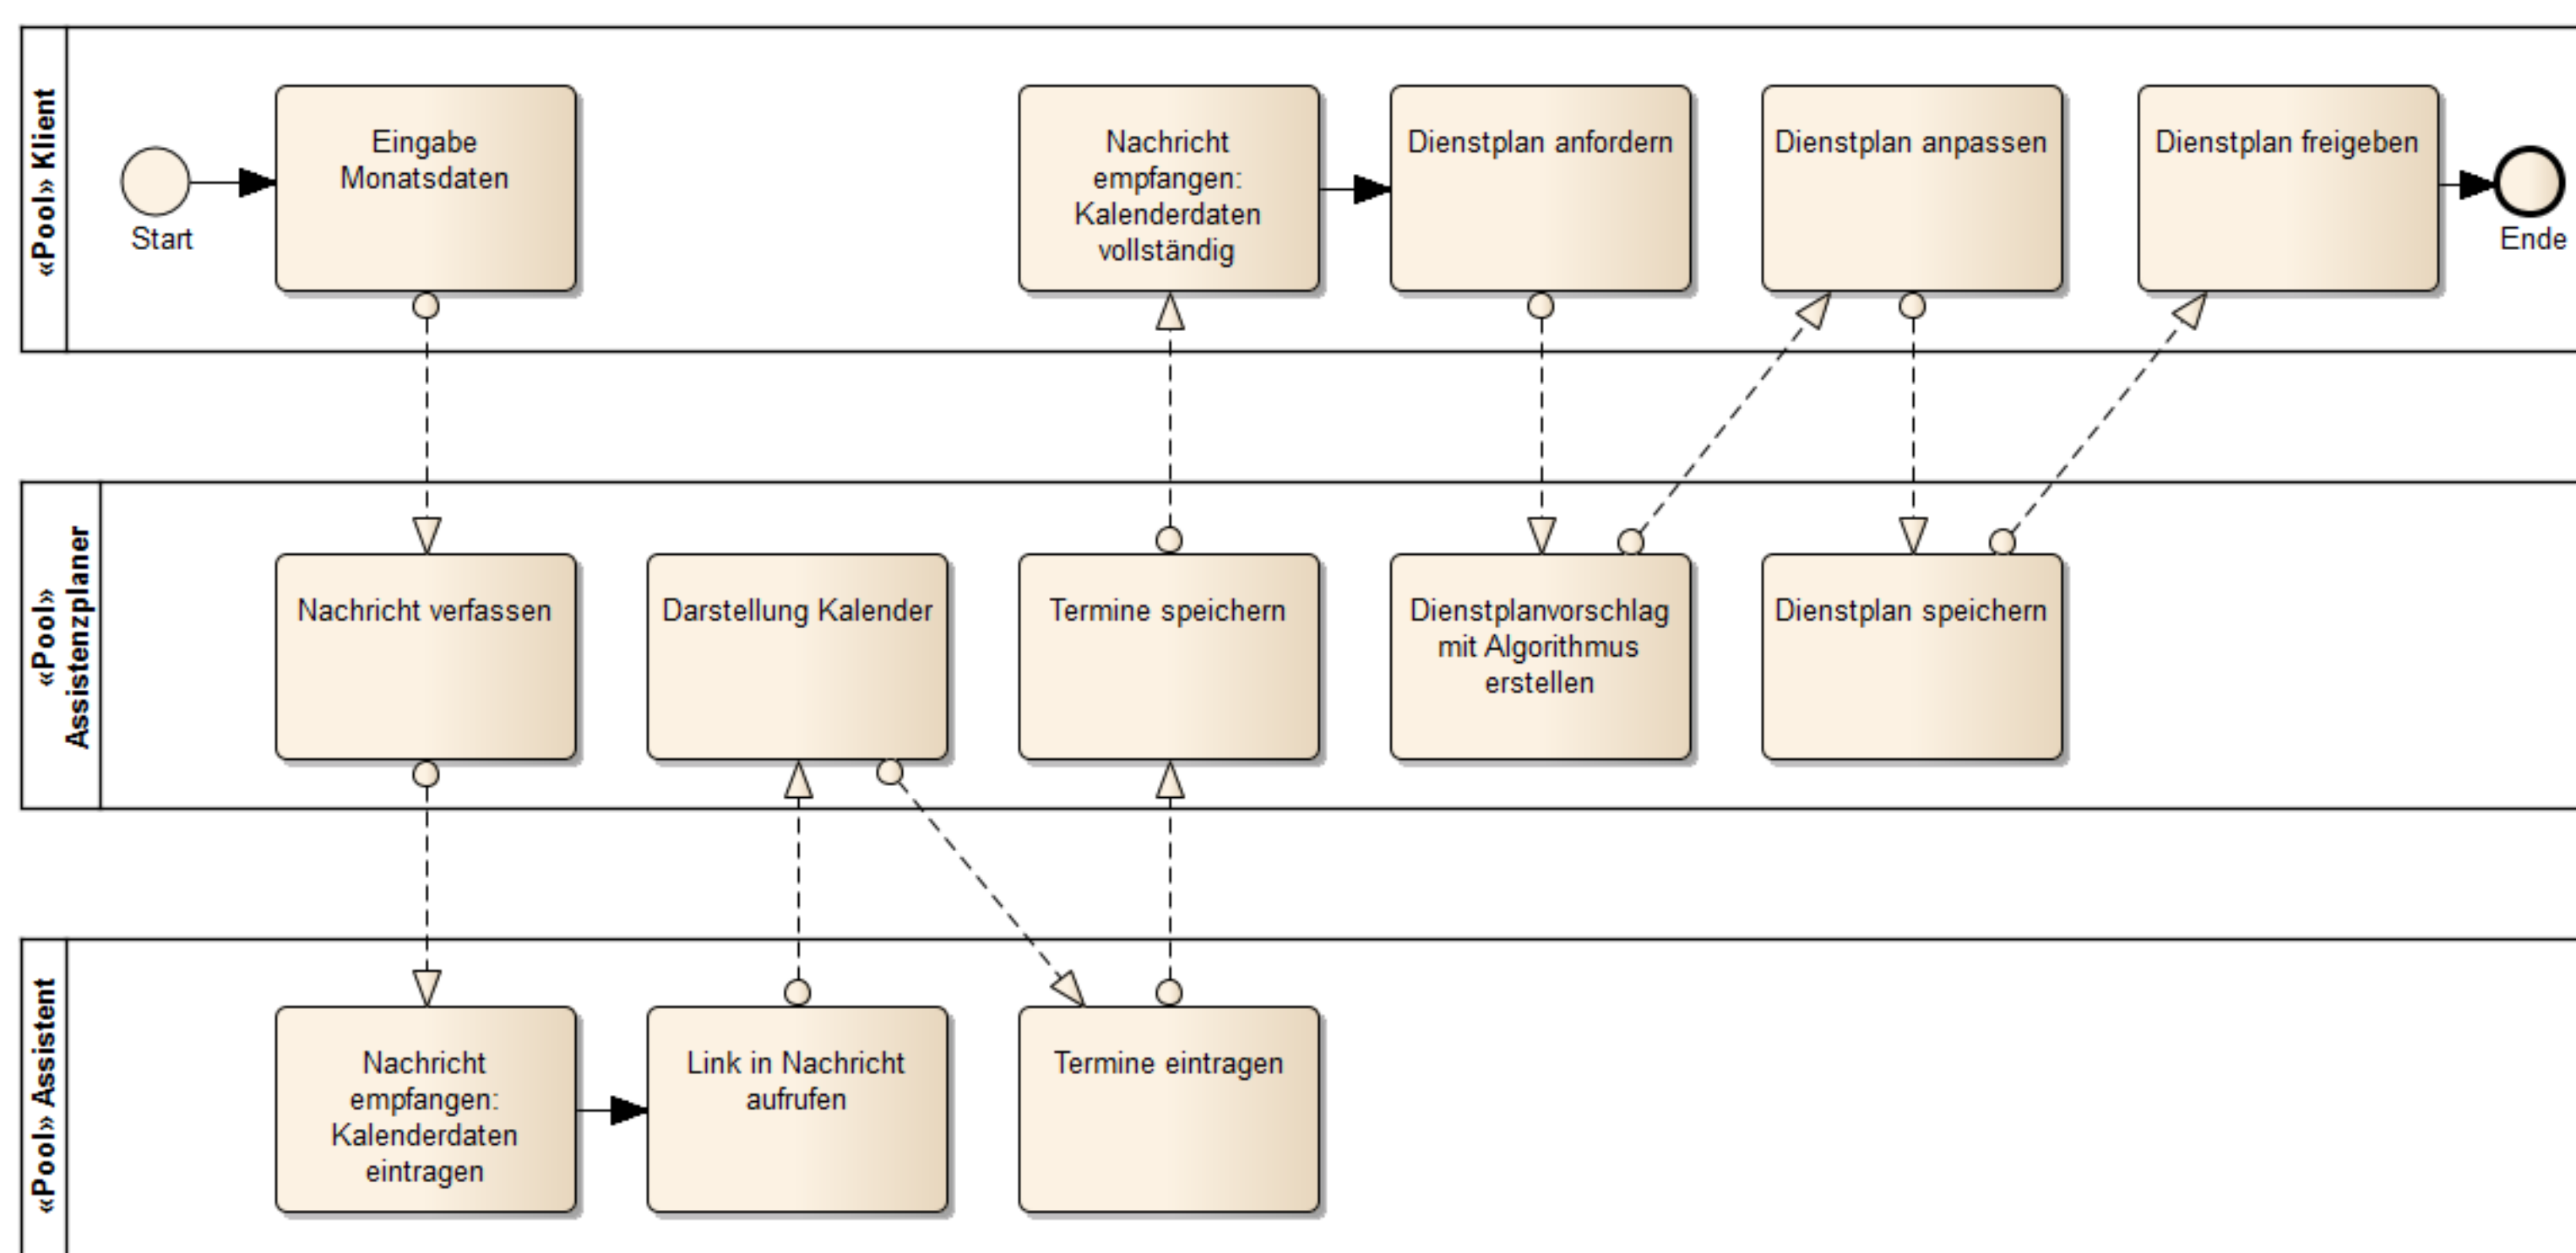 «Pool» Klient
Start
Eingabe
Monatsdaten
Nachricht
empfangen:
Kalenderdaten
vollständig
Dienstplan anfordern
Dienstplan anpassen
Dienstplan freigeben
Ende
«Pool»
Assistenzplaner
Nachricht verfassen
Darstellung Kalender
Termine speichern
Dienstplanvorschlag
mit Algorithmus
erstellen
Dienstplan speichern
«Pool» Assistent
Nachricht
empfangen:
Kalenderdaten
eintragen
Link in Nachricht
aufrufen
Termine eintragen